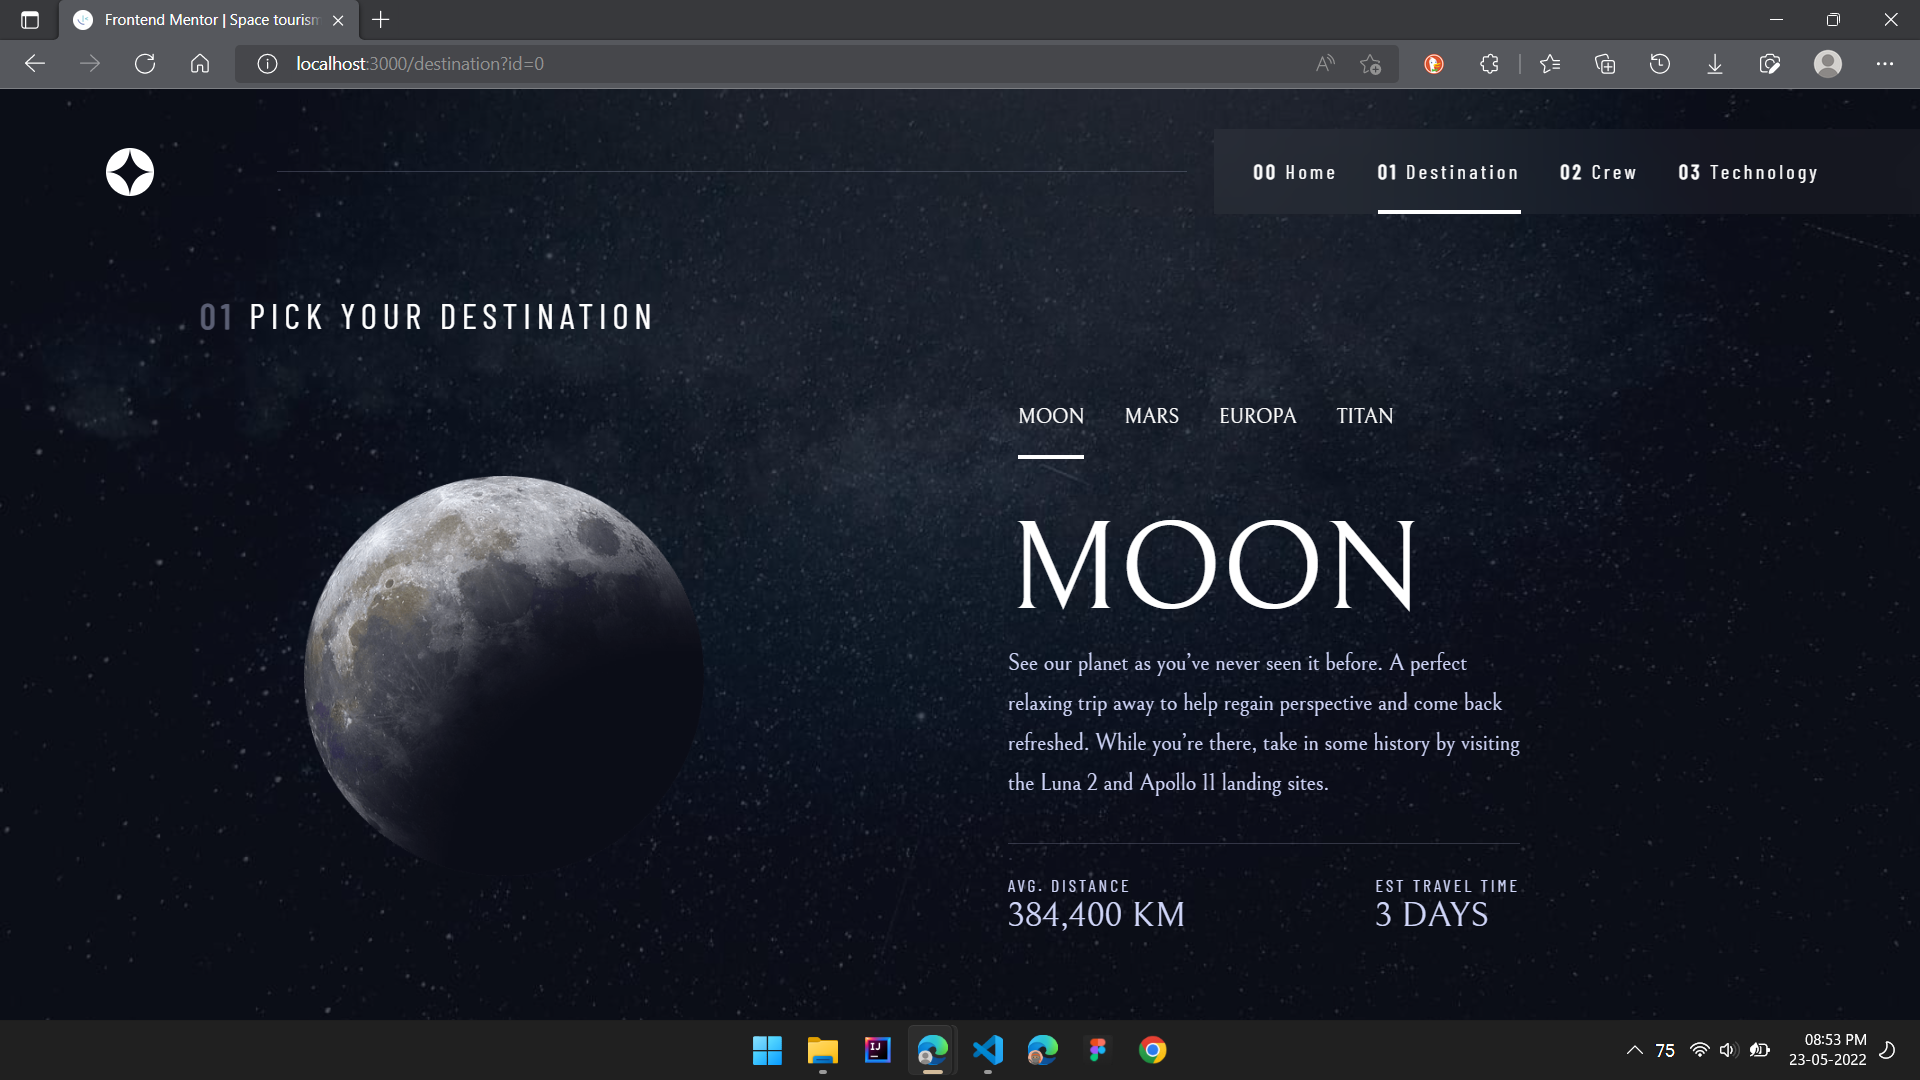 Frontend Mentor | Space tourism
localhost:3000/destination?id=0
00 Home 01 Destination 02 Crew 03 Technology
01 PICK YOUR DESTINATION
MOON MARS EUROPA TITAN
MOON
See our planet as you’ve never seen it before. A perfect
relaxing trip away to help regain perspective and come back
refreshed. While you’re there, take in some history by visiting
the Luna 2 and Apollo 11 landing sites.
AVG. DISTANCE
384,400 KM
EST TRAVEL TIME
3 DAYS
75
08:53 PM
23-05-2022